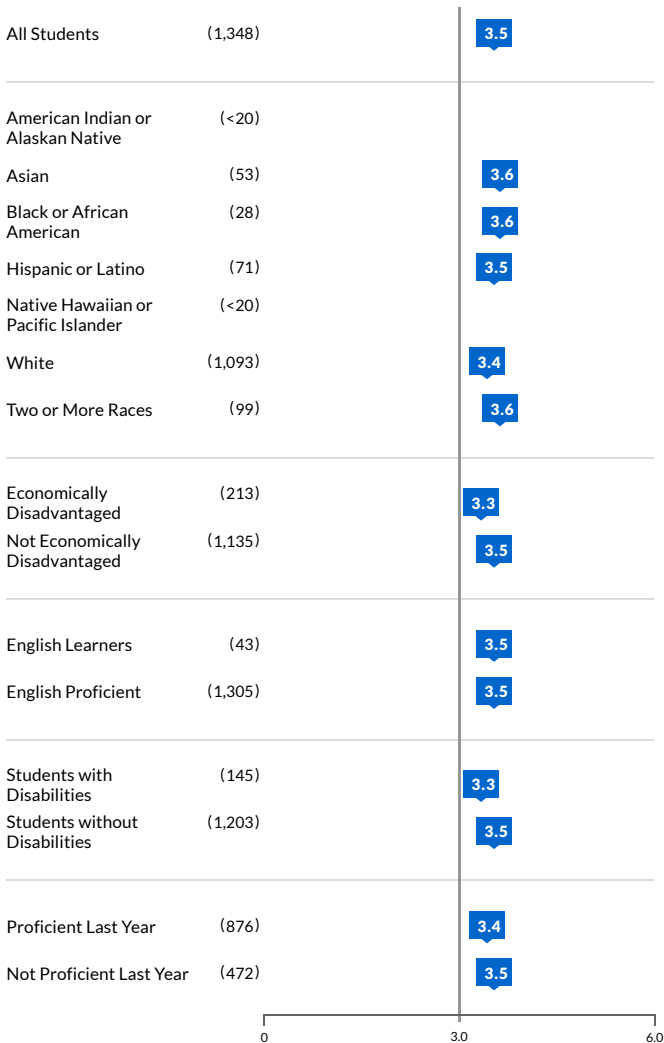 All Students (1,348) 3.5
American Indian or (<20)
Alaskan Native
Asian (53) 3.6
Black or African (28) 3.6
American
Hispanic or Latino (71) 3.5
Native Hawaiian or (<20)
Pacific Islander
White (1,093) 3.4
Two or More Races (99) 3.6
Economically (213) 3.3
Disadvantaged
Not Economically (1,135) 3.5
Disadvantaged
English Learners (43) 3.5
English Proficient (1,305) 3.5
Students with (145) 3.3
Disabilities
Students without (1,203) 3.5
Disabilities
Proficient Last Year (876) 3.4
Not Proficient Last Year (472) 3.5
0 3.0 6.0